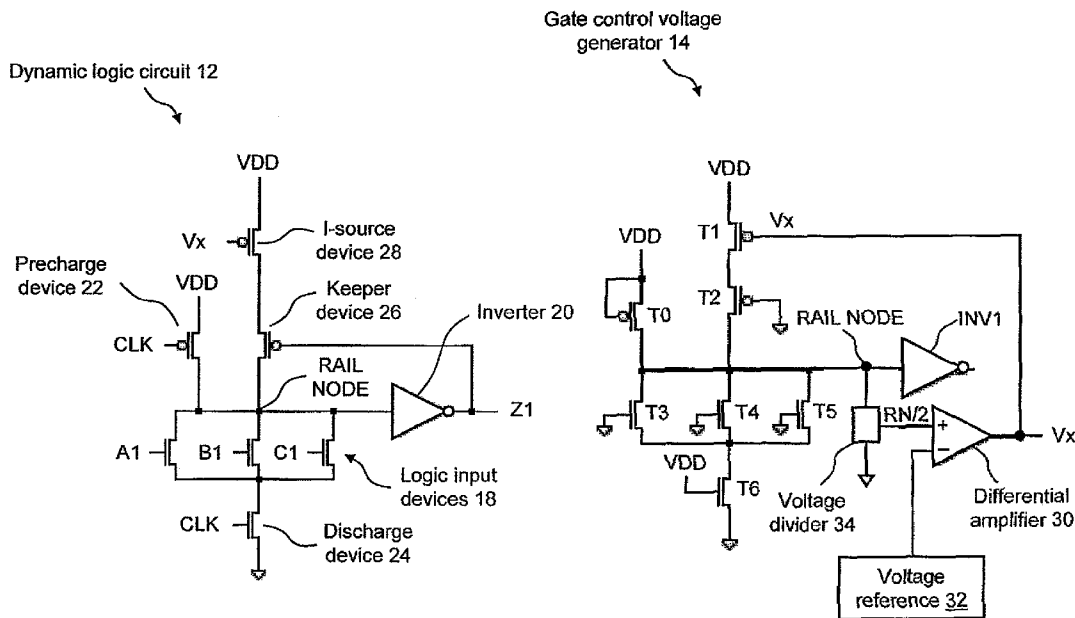 Gate control voltage
generator 14
Dynamic logic circuit 12
VDD
Vx
I-source
device 28
Precharge
device 22
VDD
Keeper
device 26
Inverter 20
CLK
RAIL
NODE
Z1
A1
B1
C1
Logic input
devices 18
CLK
Discharge
device 24
VDD
T1
Vx
VDD
T0
T2
RAIL NODE
INV1
T3
T4
T5
RN/2
+
−
Vx
VDD
T6
Voltage
divider 34
Differential
amplifier 30
Voltage
reference 32